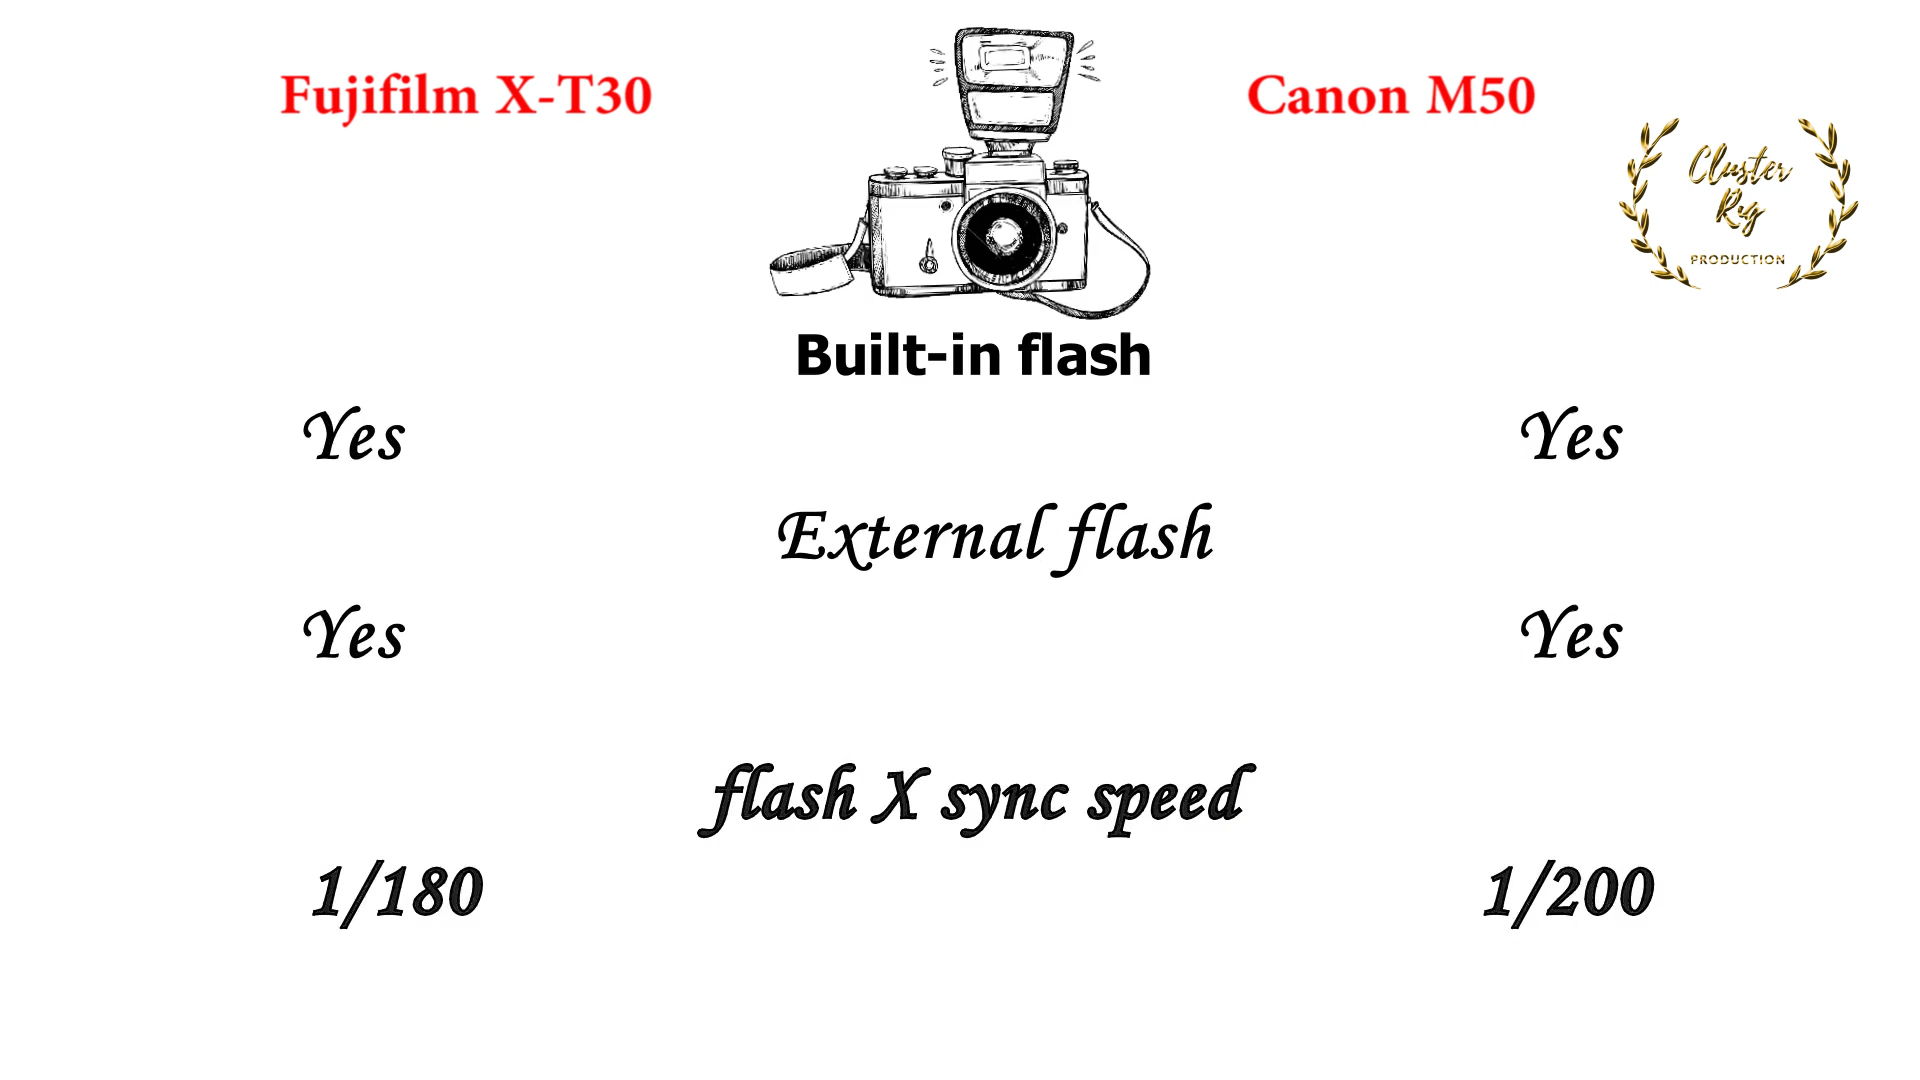 Fujifilm X-T30
Canon M50
Cluster
Rig
PRODUCTION
Built-in flash
Yes
Yes
External flash
Yes
Yes
flash X sync speed
1/180
1/200